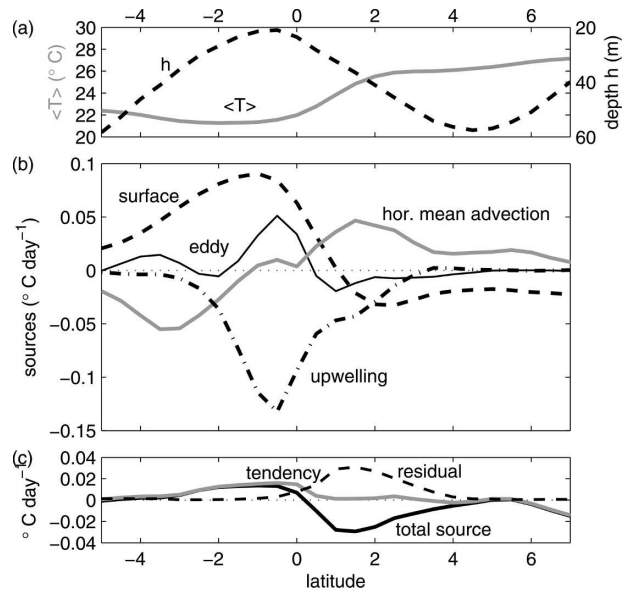 −4 −2 0 2 4 6
(a) 30 20
28
26 h 40
24 <T>
22
20 60
<T> (° C)
depth h (m)
(b) 0.1
surface
hor. mean advection
0.05
eddy
0
−0.05
upwelling
−0.1
−0.15
sources (° C day⁻¹)
(c) 0.04
tendency residual
0.02
0
−0.02
total source
−0.04
° C day⁻¹
−4 −2 0 2 4 6
latitude